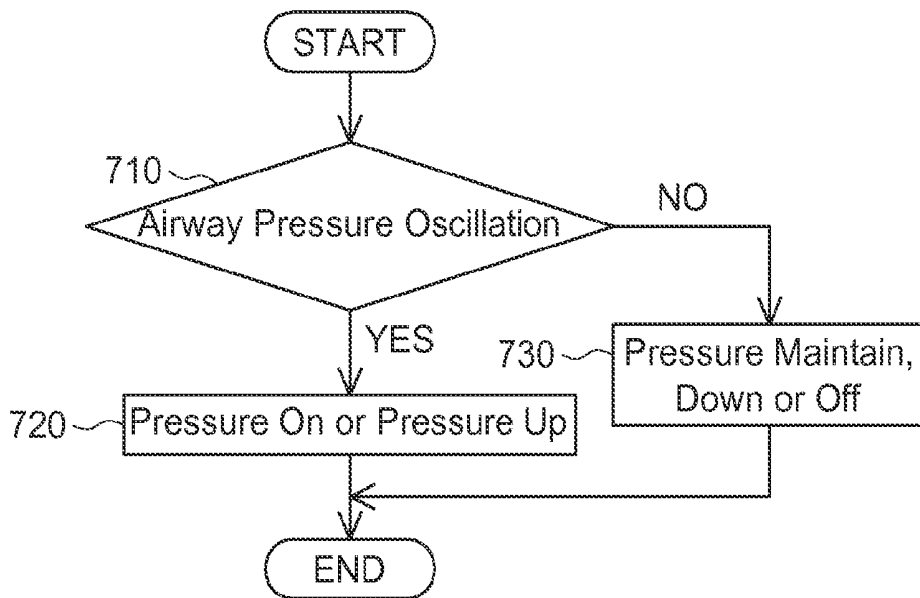 START
710
Airway Pressure Oscillation
NO
YES
730
Pressure Maintain,
Down or Off
720
Pressure On or Pressure Up
END